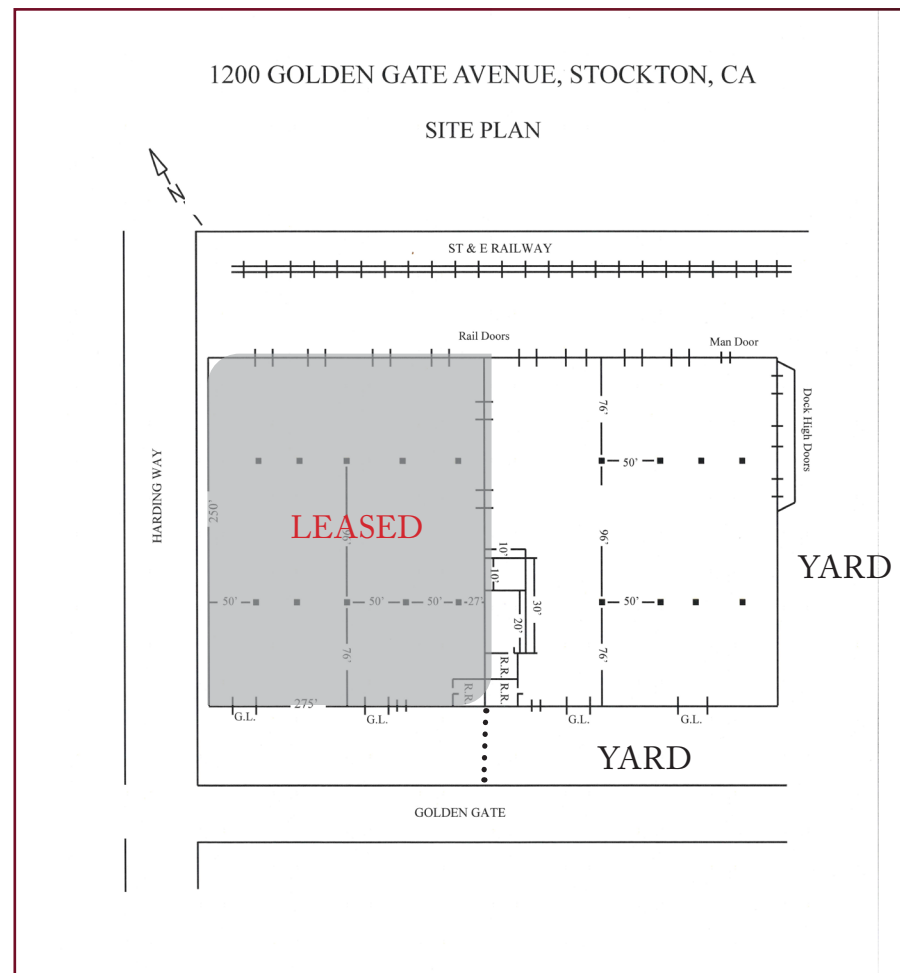 1200 GOLDEN GATE AVENUE, STOCKTON, CA
SITE PLAN
N
ST & E RAILWAY
Rail Doors
Man Door
Dock High Doors
HARDING WAY
76'
50'
250'
LEASED
96'
96'
YARD
10'
10'
30'
20'
50'
50'
50'
27'
50'
76'
76'
R.R.
R.R.
R.R.
275'
G.L.
G.L.
G.L.
G.L.
YARD
GOLDEN GATE